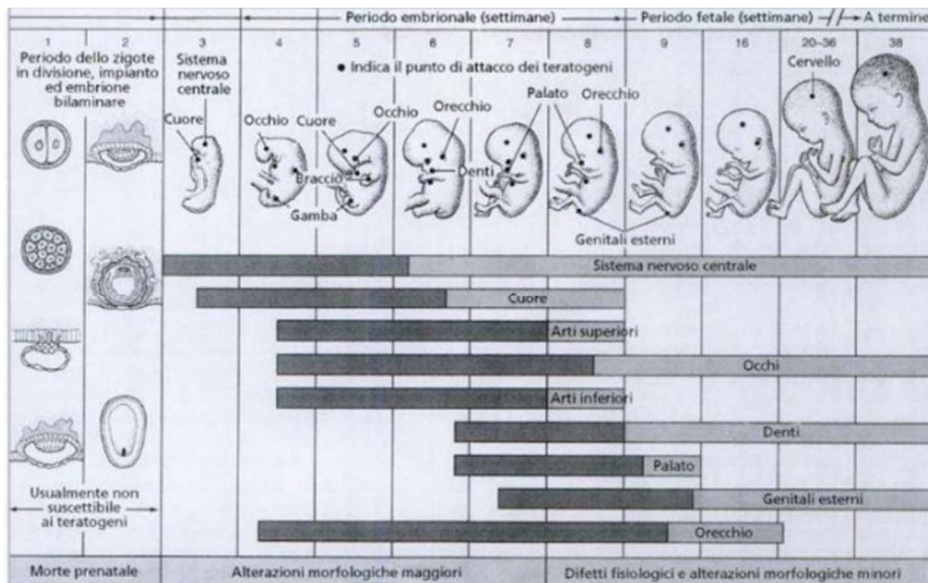 Periodo embrionale (settimane)
Periodo fetale (settimane)
A termine
1
2
3
4
5
6
7
8
9
16
20–36
38
Periodo dello zigote
in divisione, impianto
ed embrione
bilaminare
Sistema
nervoso
centrale
• Indica il punto di attacco dei teratogeni
Cuore
Occhio
Cuore
Occhio
Orecchio
Palato
Orecchio
Cervello
Braccio
Denti
Gamba
Genitali esterni
Sistema nervoso centrale
Cuore
Arti superiori
Occhi
Arti inferiori
Denti
Palato
Genitali esterni
Orecchio
Usualmente non
suscettibile
ai teratogeni
Morte prenatale
Alterazioni morfologiche maggiori
Difetti fisiologici e alterazioni morfologiche minori